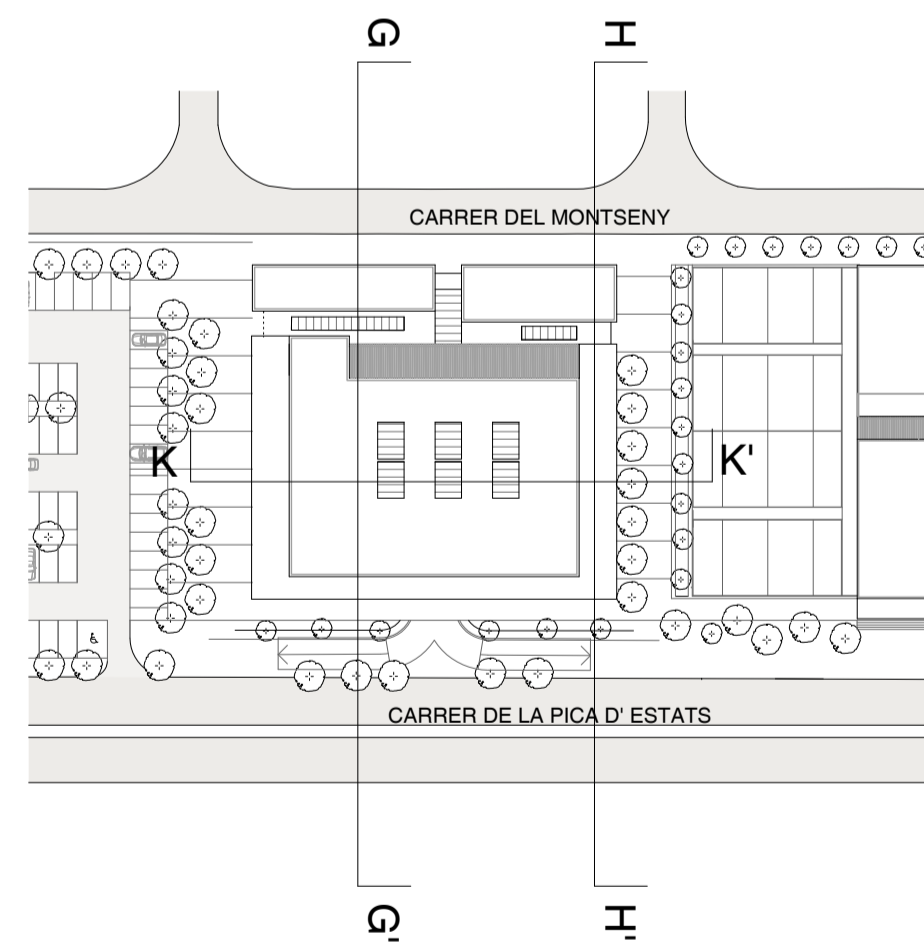 G
H
CARRER DEL MONTSENY
K
K'
CARRER DE LA PICA D' ESTATS
G'
H'